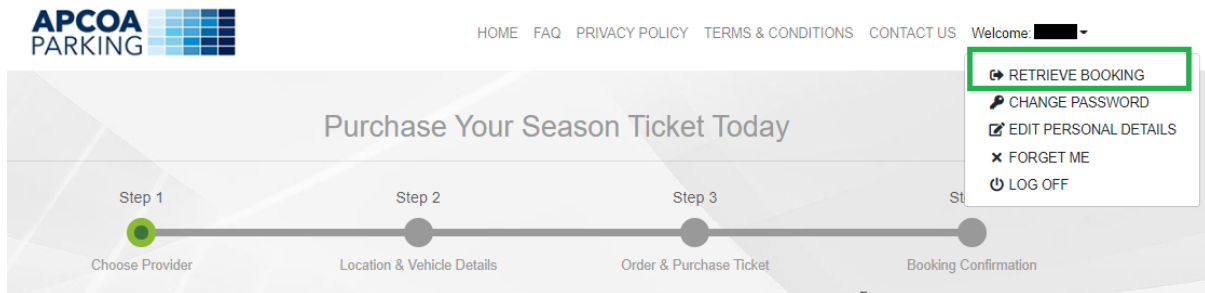 APCOA
PARKING
HOME FAQ PRIVACY POLICY TERMS & CONDITIONS CONTACT US Welcome:
RETRIEVE BOOKING
CHANGE PASSWORD
EDIT PERSONAL DETAILS
FORGET ME
LOG OFF
Purchase Your Season Ticket Today
Step 1
Step 2
Step 3
Choose Provider
Location & Vehicle Details
Order & Purchase Ticket
Booking Confirmation